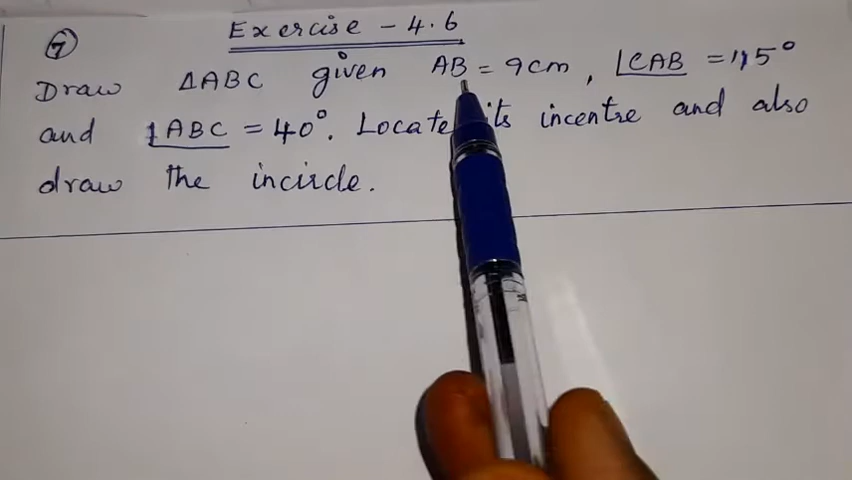 Exercise - 4.6
7
Draw ΔABC given AB = 9cm, ∠CAB = 115°
and ∠ABC = 40°. Locate its incentre and also
draw the incircle.